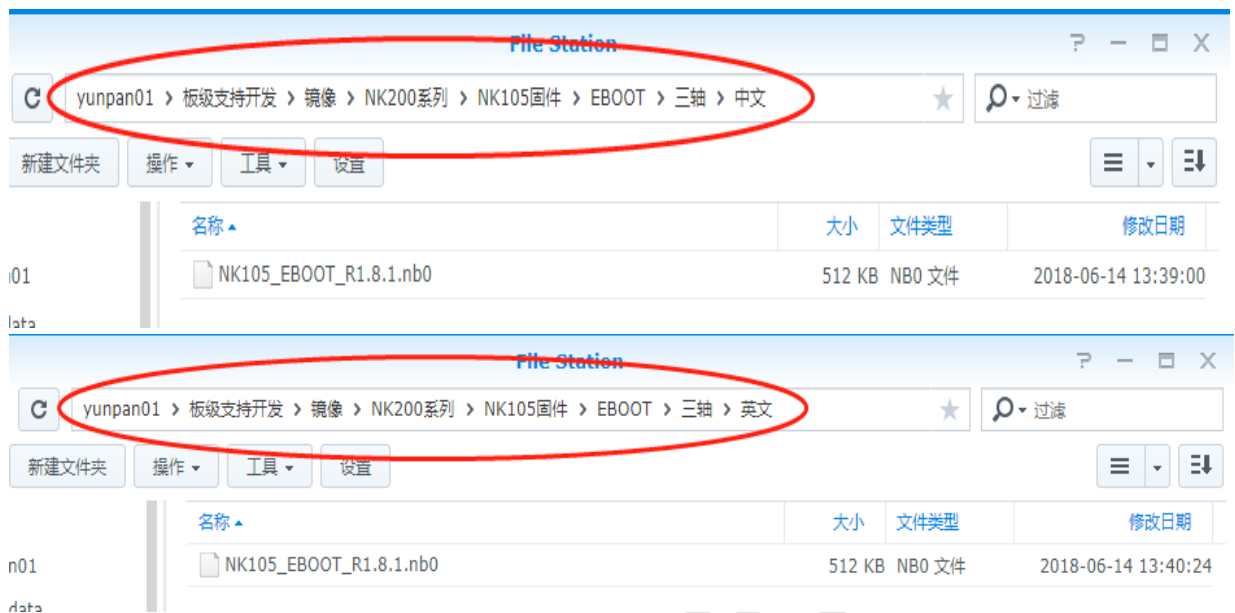 File Station
yunpan01 > 板级支持开发 > 镜像 > NK200系列 > NK105固件 > EBOOT > 三轴 > 中文
过滤
新建文件夹 操作 工具 设置
名称 大小 文件类型 修改日期
01
NK105_EBOOT_R1.8.1.nb0 512 KB NB0 文件 2018-06-14 13:39:00
data
File Station
yunpan01 > 板级支持开发 > 镜像 > NK200系列 > NK105固件 > EBOOT > 三轴 > 英文
过滤
新建文件夹 操作 工具 设置
名称 大小 文件类型 修改日期
n01
NK105_EBOOT_R1.8.1.nb0 512 KB NB0 文件 2018-06-14 13:40:24
data